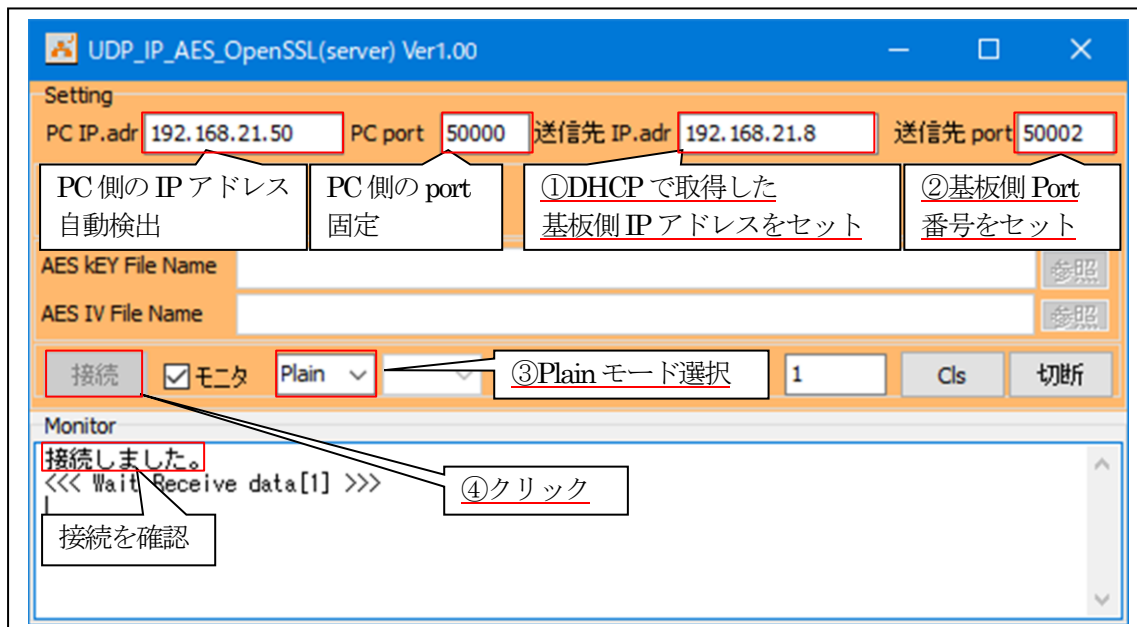 UDP_IP_AES_OpenSSL(server) Ver1.00
Setting
PC IP.adr 192.168.21.50 PC port 50000 送信先 IP.adr 192.168.21.8 送信先 port 50002
PC 側の IP アドレス
自動検出
PC 側の port
固定
①DHCP で取得した
基板側 IP アドレスをセット
②基板側 Port
番号をセット
AES kEY File Name 参照
AES IV File Name 参照
接続 モニタ Plain ③Plain モード選択 1 Cls 切断
Monitor
接続しました。
<<< Wait Receive data[1] >>>
④クリック
接続を確認